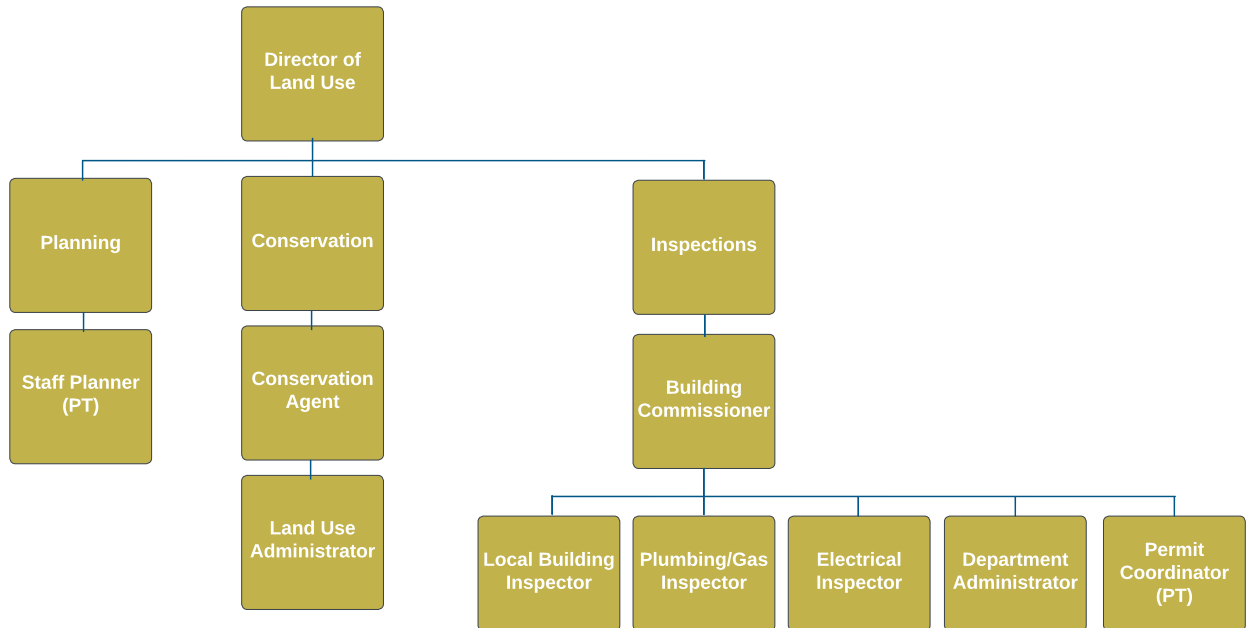 Director of
Land Use
Planning
Conservation
Inspections
Staff Planner
(PT)
Conservation
Agent
Building
Commissioner
Land Use
Administrator
Local Building
Inspector
Plumbing/Gas
Inspector
Electrical
Inspector
Department
Administrator
Permit
Coordinator
(PT)